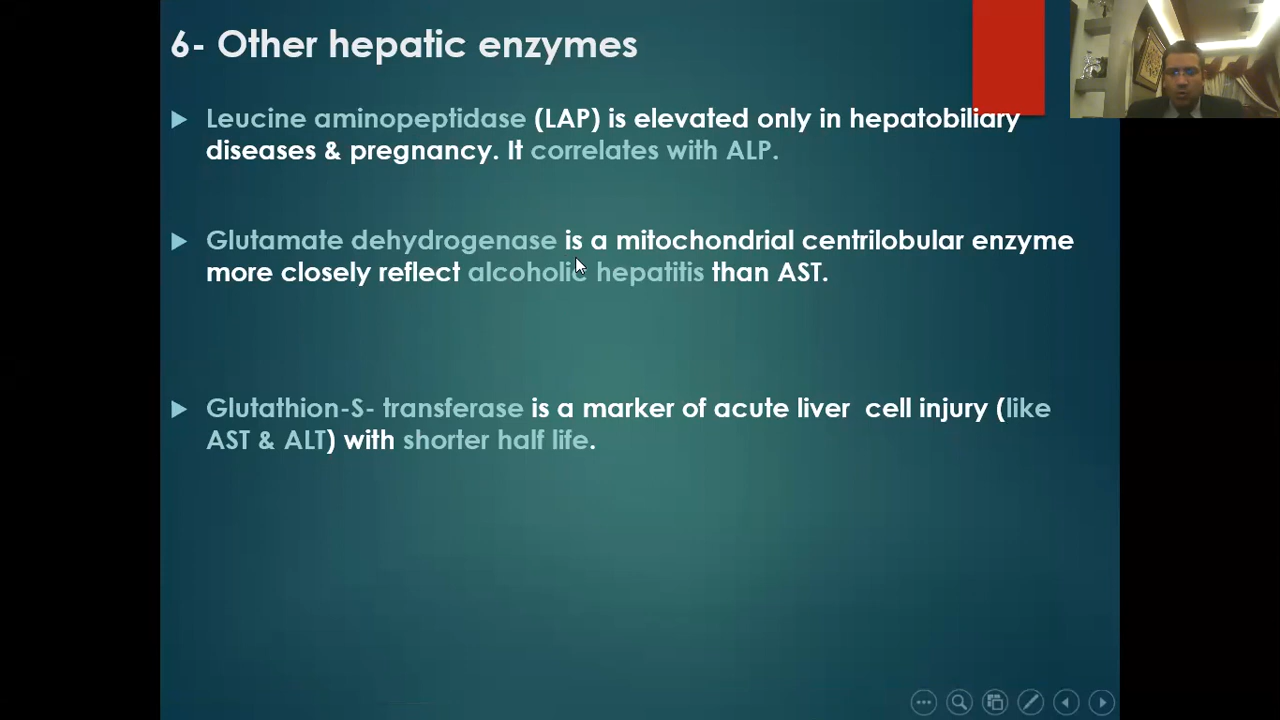 6- Other hepatic enzymes
Leucine aminopeptidase (LAP) is elevated only in hepatobiliary
diseases & pregnancy. It correlates with ALP.
Glutamate dehydrogenase is a mitochondrial centrilobular enzyme
more closely reflect alcoholic hepatitis than AST.
Glutathion-S- transferase is a marker of acute liver cell injury (like
AST & ALT) with shorter half life.